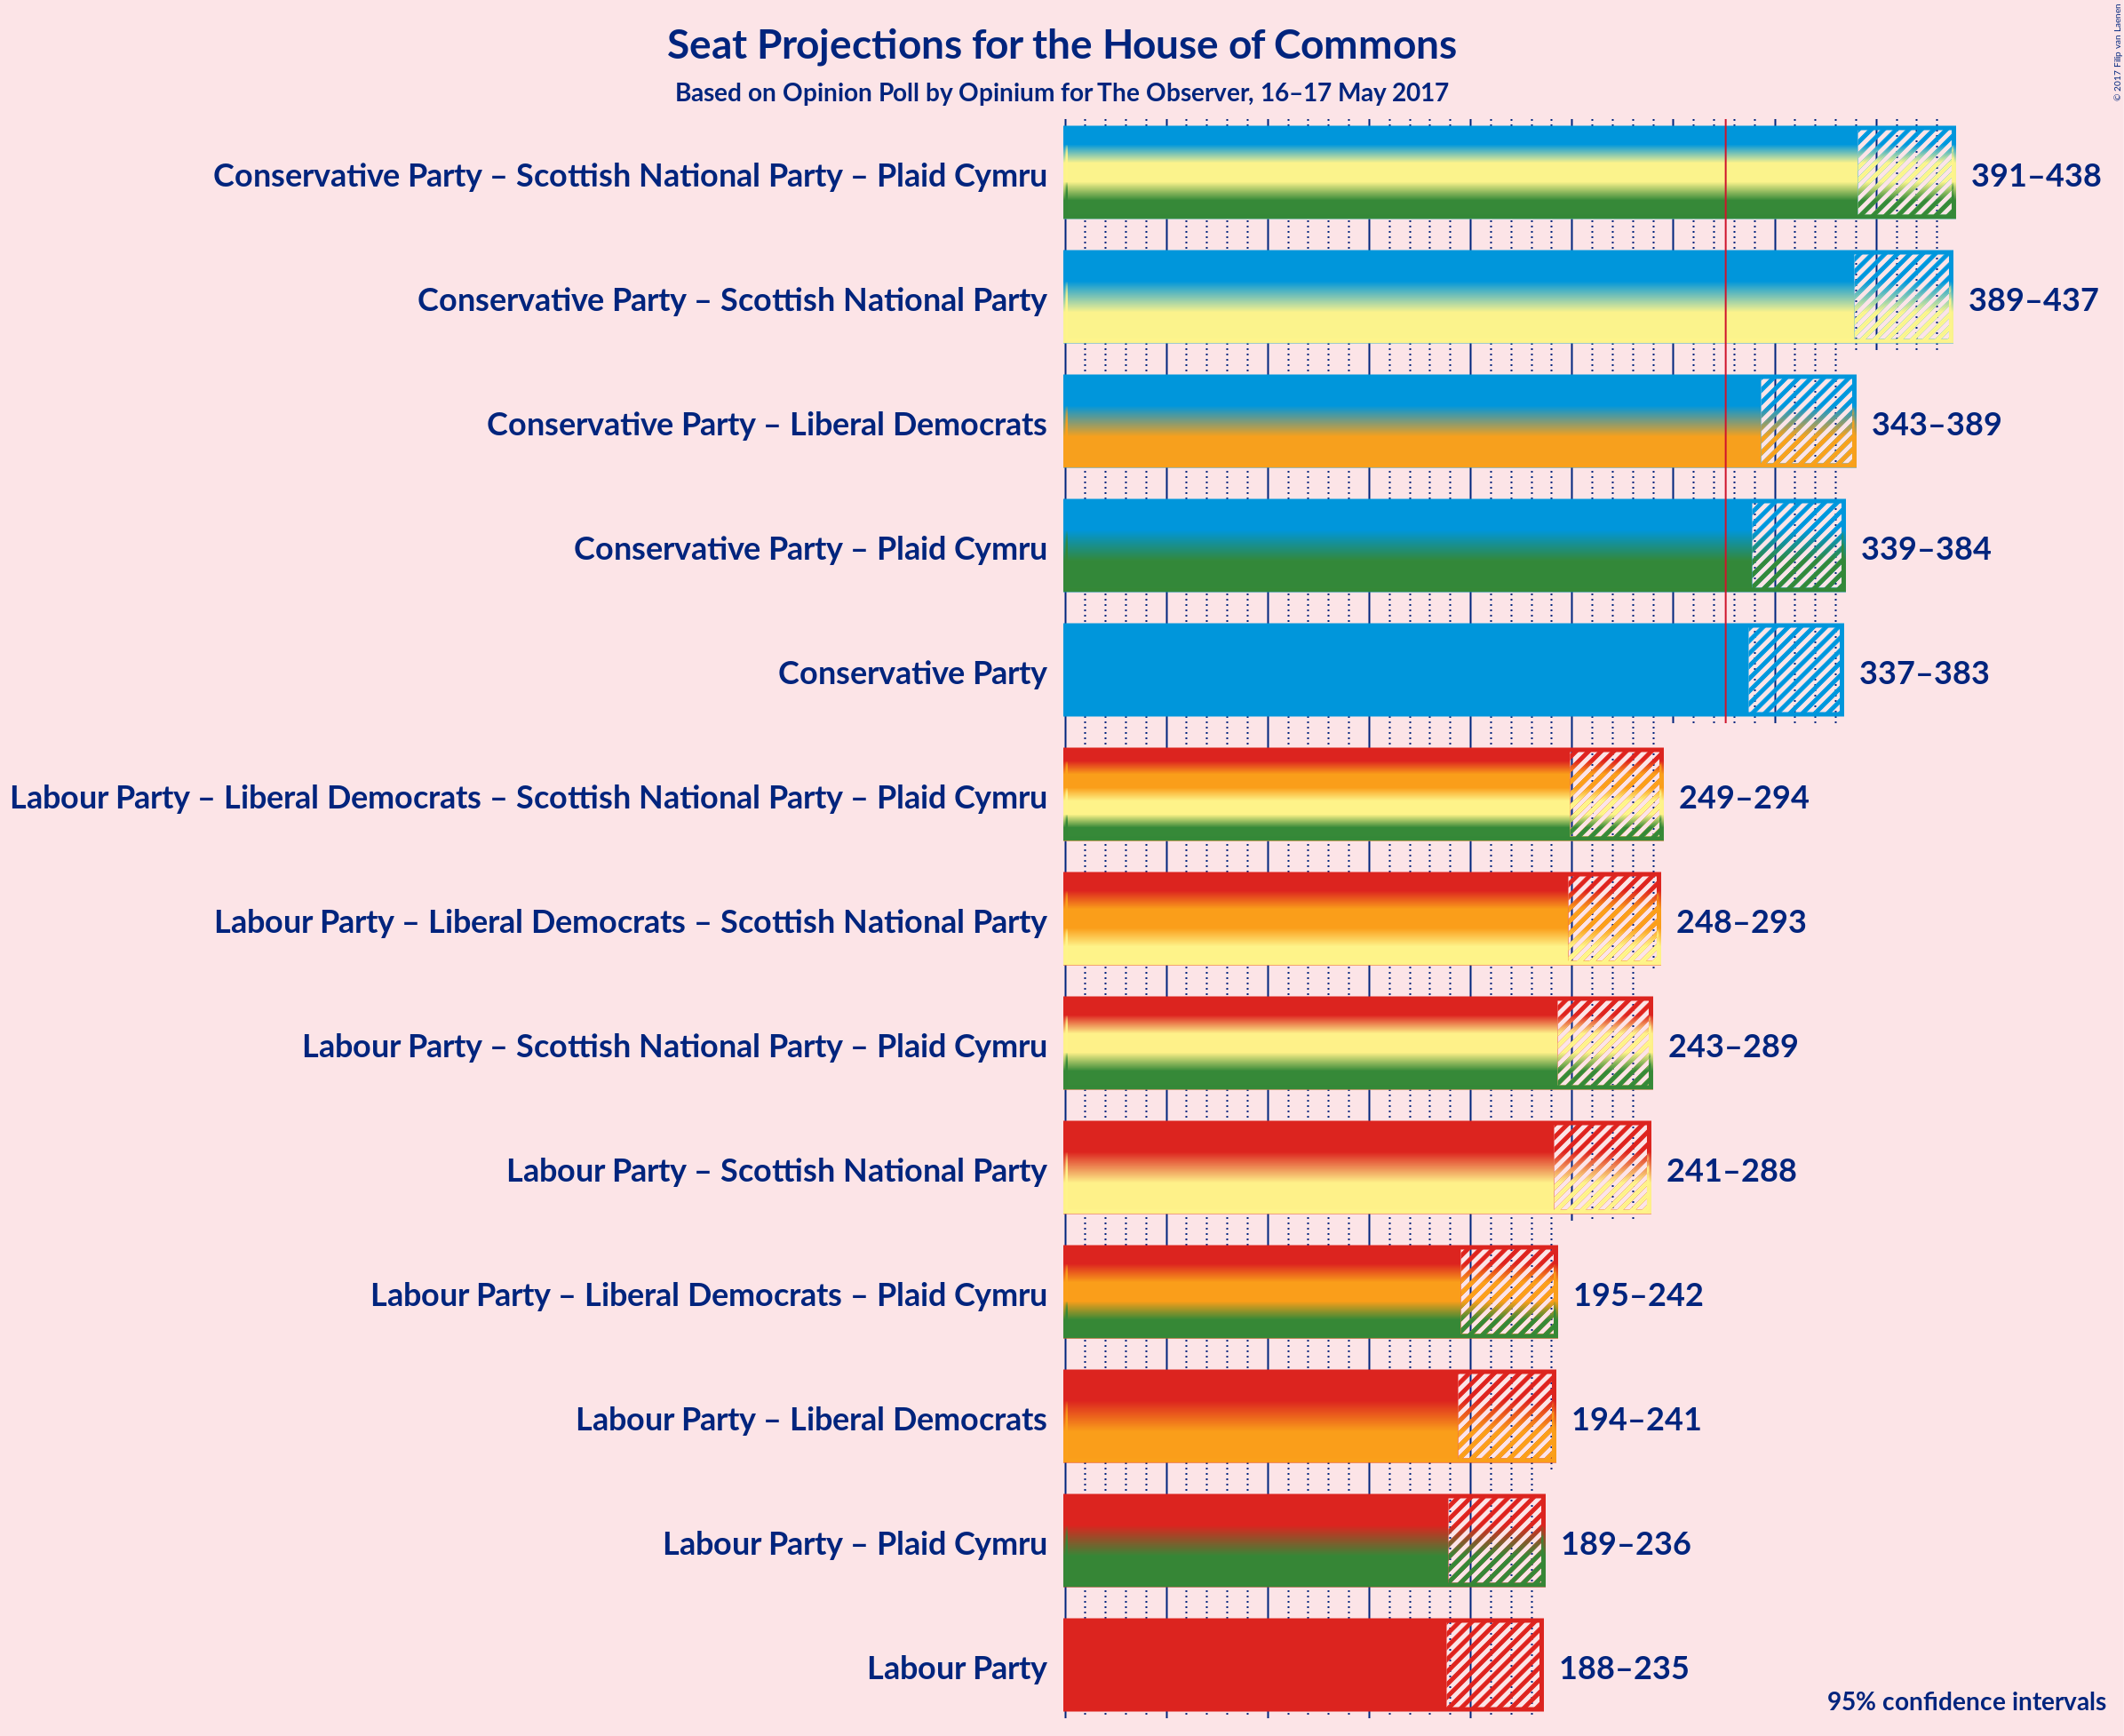 Seat Projections for the House of Commons
Based on Opinion Poll by Opinium for The Observer, 16–17 May 2017
© 2017 Filip van Laenen
Conservative Party – Scottish National Party – Plaid Cymru 391–438
Conservative Party – Scottish National Party 389–437
Conservative Party – Liberal Democrats 343–389
Conservative Party – Plaid Cymru 339–384
Conservative Party 337–383
Labour Party – Liberal Democrats – Scottish National Party – Plaid Cymru 249–294
Labour Party – Liberal Democrats – Scottish National Party 248–293
Labour Party – Scottish National Party – Plaid Cymru 243–289
Labour Party – Scottish National Party 241–288
Labour Party – Liberal Democrats – Plaid Cymru 195–242
Labour Party – Liberal Democrats 194–241
Labour Party – Plaid Cymru 189–236
Labour Party 188–235
95% confidence intervals